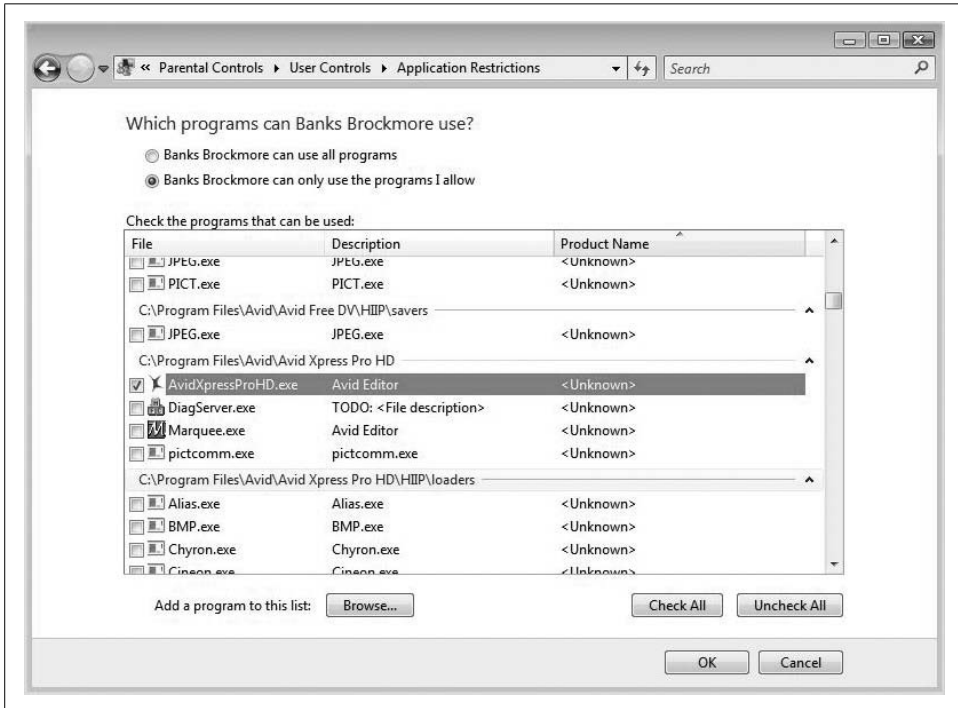 « Parental Controls ▸ User Controls ▸ Application Restrictions Search
Which programs can Banks Brockmore use?
Banks Brockmore can use all programs
Banks Brockmore can only use the programs I allow
Check the programs that can be used:
File Description Product Name
JPEG.exe JPEG.exe <Unknown>
PICT.exe PICT.exe <Unknown>
C:\Program Files\Avid\Avid Free DV\HIIP\savers
JPEG.exe JPEG.exe <Unknown>
C:\Program Files\Avid\Avid Xpress Pro HD
AvidXpressProHD.exe Avid Editor <Unknown>
DiagServer.exe TODO: <File description> <Unknown>
Marquee.exe Avid Editor <Unknown>
pictcomm.exe pictcomm.exe <Unknown>
C:\Program Files\Avid\Avid Xpress Pro HD\HIIP\loaders
Alias.exe Alias.exe <Unknown>
BMP.exe BMP.exe <Unknown>
Chyron.exe Chyron.exe <Unknown>
Cineon.exe Cineon.exe <Unknown>
Add a program to this list: Browse... Check All Uncheck All
OK Cancel